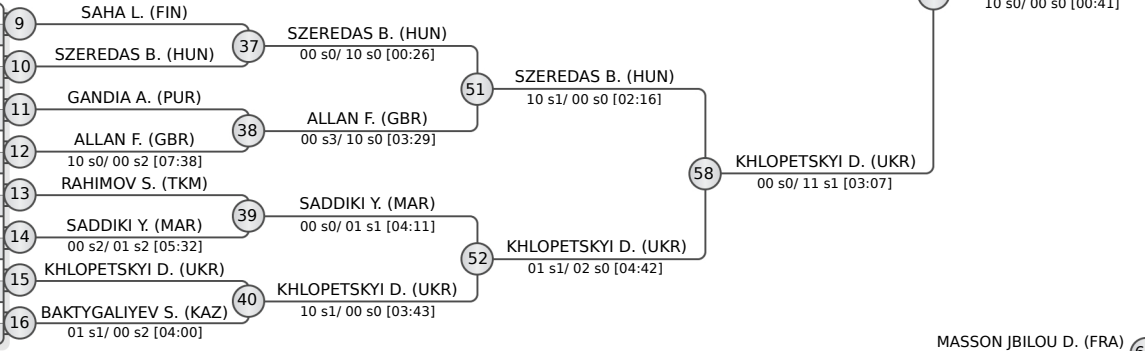 10 s0/ 00 s0 [00:41]
9
SAHA L. (FIN)
37
SZEREDAS B. (HUN)
00 s0/ 10 s0 [00:26]
10
SZEREDAS B. (HUN)
51
SZEREDAS B. (HUN)
10 s1/ 00 s0 [02:16]
11
GANDIA A. (PUR)
38
ALLAN F. (GBR)
00 s3/ 10 s0 [03:29]
12
ALLAN F. (GBR)
10 s0/ 00 s2 [07:38]
58
KHLOPETSKYI D. (UKR)
00 s0/ 11 s1 [03:07]
13
RAHIMOV S. (TKM)
39
SADDIKI Y. (MAR)
00 s0/ 01 s1 [04:11]
14
SADDIKI Y. (MAR)
00 s2/ 01 s2 [05:32]
52
KHLOPETSKYI D. (UKR)
01 s1/ 02 s0 [04:42]
15
KHLOPETSKYI D. (UKR)
40
KHLOPETSKYI D. (UKR)
10 s1/ 00 s0 [03:43]
16
BAKTYGALIYEV S. (KAZ)
01 s1/ 00 s2 [04:00]
MASSON JBILOU D. (FRA)